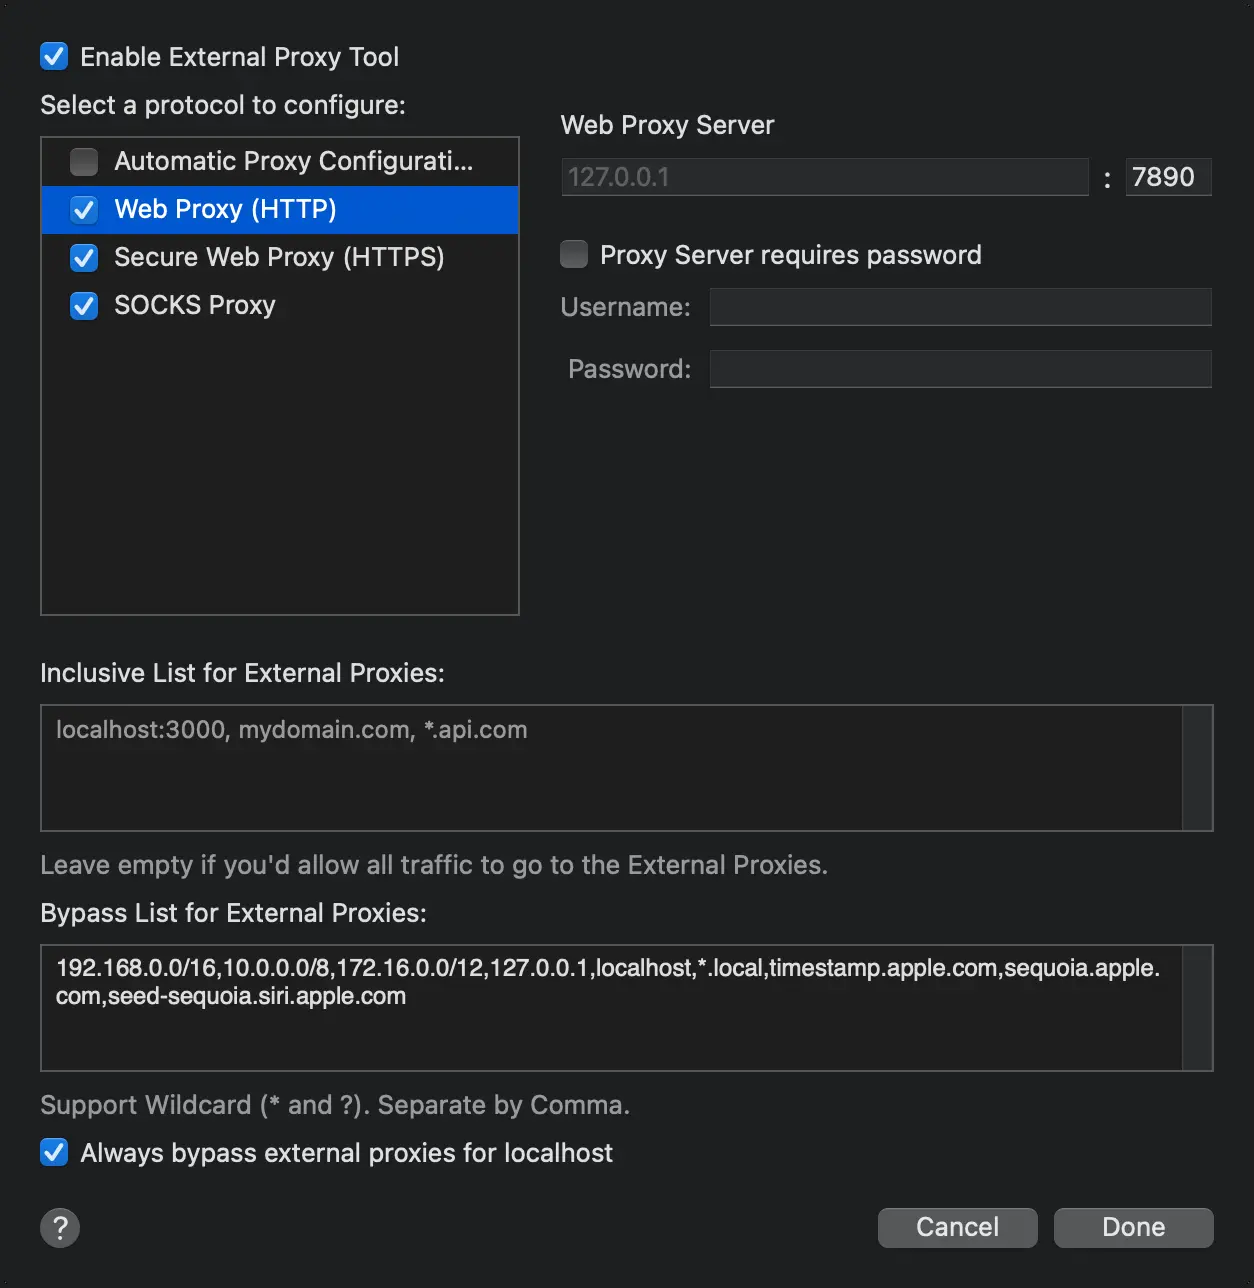 Enable External Proxy Tool
Select a protocol to configure:
Automatic Proxy Configurati...
Web Proxy (HTTP)
Secure Web Proxy (HTTPS)
SOCKS Proxy
Web Proxy Server
127.0.0.1 : 7890
Proxy Server requires password
Username:
Password:
Inclusive List for External Proxies:
localhost:3000, mydomain.com, *.api.com
Leave empty if you'd allow all traffic to go to the External Proxies.
Bypass List for External Proxies:
192.168.0.0/16,10.0.0.0/8,172.16.0.0/12,127.0.0.1,localhost,*.local,timestamp.apple.com,sequoia.apple.
com,seed-sequoia.siri.apple.com
Support Wildcard (* and ?). Separate by Comma.
Always bypass external proxies for localhost
?
Cancel
Done